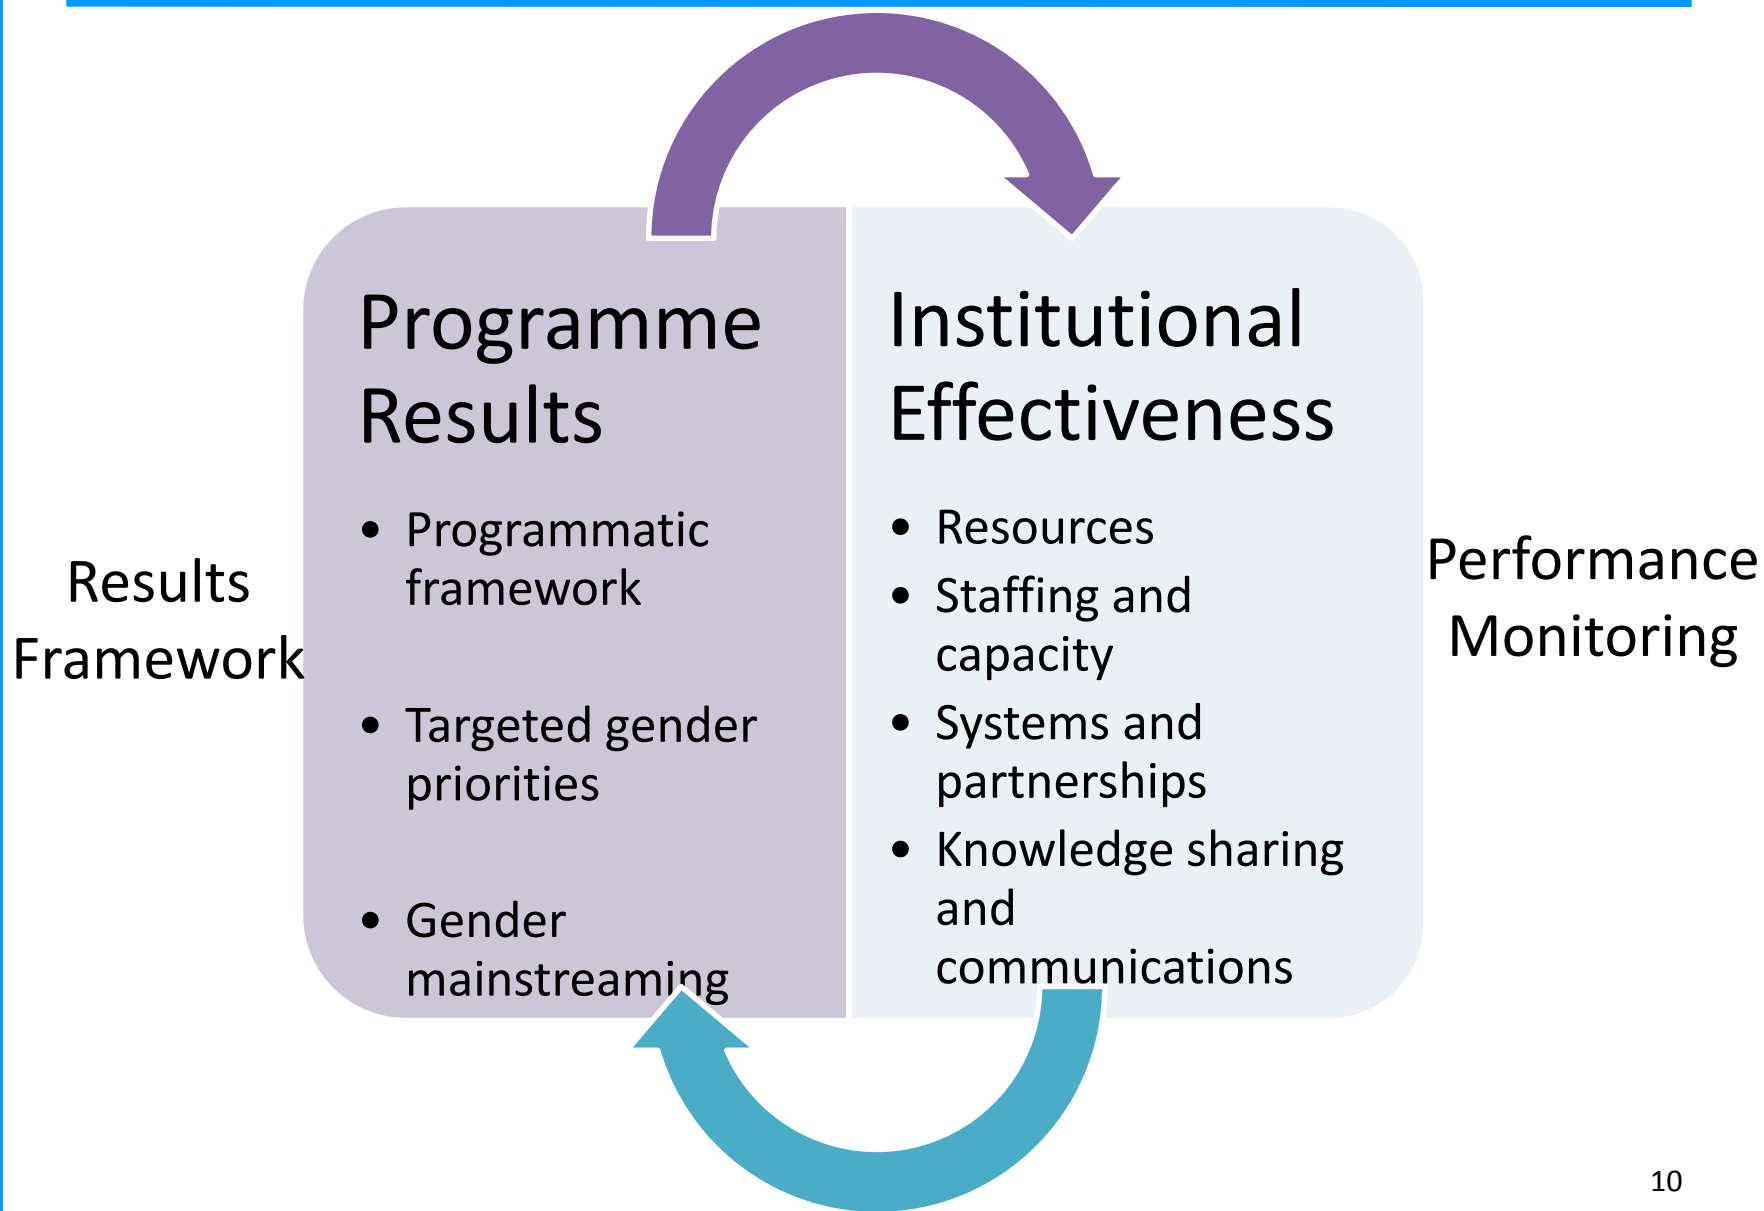 Results
Framework
Programme
Results
• Programmatic
framework
• Targeted gender
priorities
• Gender
mainstreaming
Institutional
Effectiveness
• Resources
• Staffing and
capacity
• Systems and
partnerships
• Knowledge sharing
and
communications
Performance
Monitoring
10